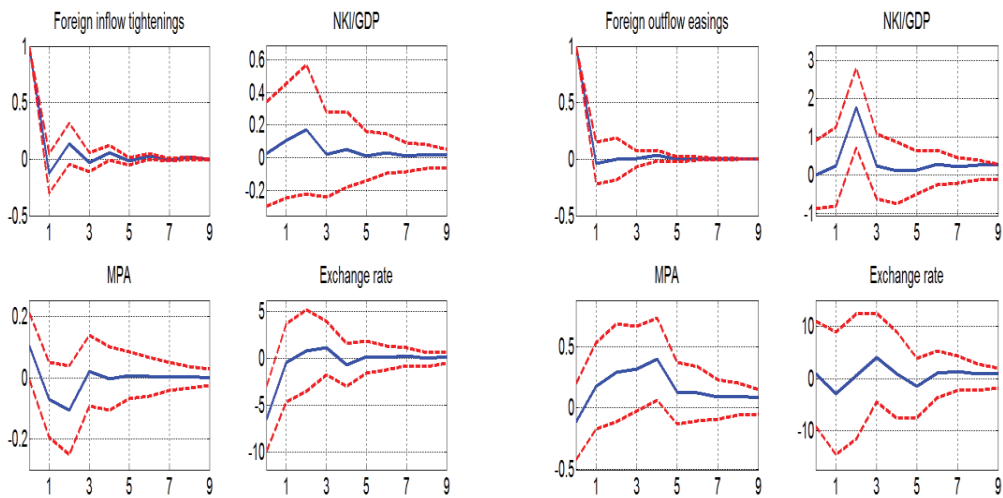 Foreign inflow tightenings
NKI/GDP
Foreign outflow easings
NKI/GDP
1
0.5
0
-0.5
1 3 5 7 9
0.6
0.4
0.2
0
-0.2
1 3 5 7 9
1
0.5
0
-0.5
1 3 5 7 9
3
2
1
0
-1
1 3 5 7 9
MPA
Exchange rate
MPA
Exchange rate
0.2
0
-0.2
1 3 5 7 9
5
0
-5
-10
1 3 5 7 9
0.5
0
-0.5
1 3 5 7 9
10
0
-10
1 3 5 7 9